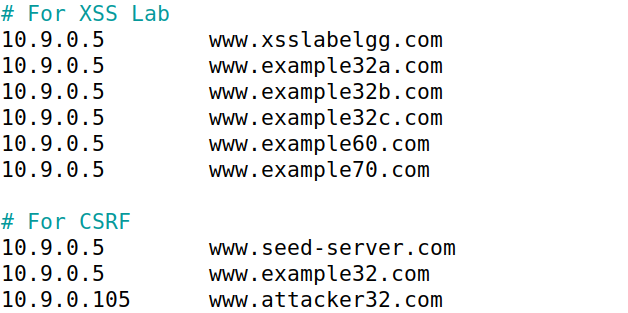 # For XSS Lab
10.9.0.5        www.xsslabelgg.com
10.9.0.5        www.example32a.com
10.9.0.5        www.example32b.com
10.9.0.5        www.example32c.com
10.9.0.5        www.example60.com
10.9.0.5        www.example70.com

# For CSRF
10.9.0.5        www.seed-server.com
10.9.0.5        www.example32.com
10.9.0.105      www.attacker32.com